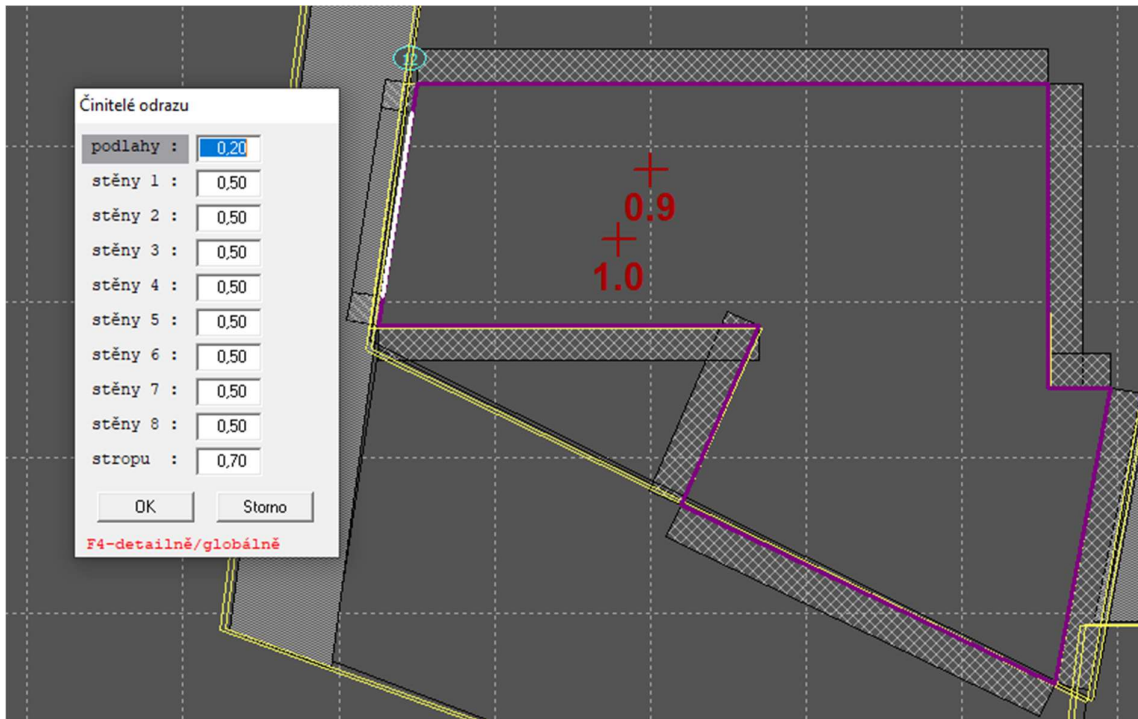 12
Činitelé odrazu
podlahy : 0,20
stěny 1 : 0,50
stěny 2 : 0,50
stěny 3 : 0,50
stěny 4 : 0,50
stěny 5 : 0,50
stěny 6 : 0,50
stěny 7 : 0,50
stěny 8 : 0,50
stropu : 0,70
OK Storno
F4-detailně/globálně
0.9
1.0